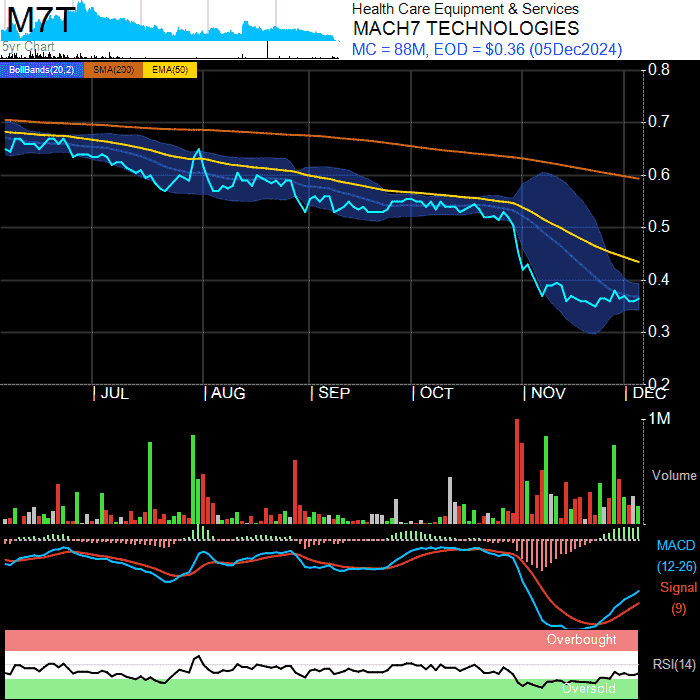 M7T
5yr Chart
Health Care Equipment & Services
MACH7 TECHNOLOGIES
MC = 88M, EOD = $0.36 (05Dec2024)
BollBands(20,2) SMA(200) EMA(50)
0.8
0.7
0.6
0.5
0.4
0.3
0.2
JUL AUG SEP OCT NOV DEC
1M
Volume
MACD
(12-26)
Signal
(9)
Overbought
RSI(14)
Oversold